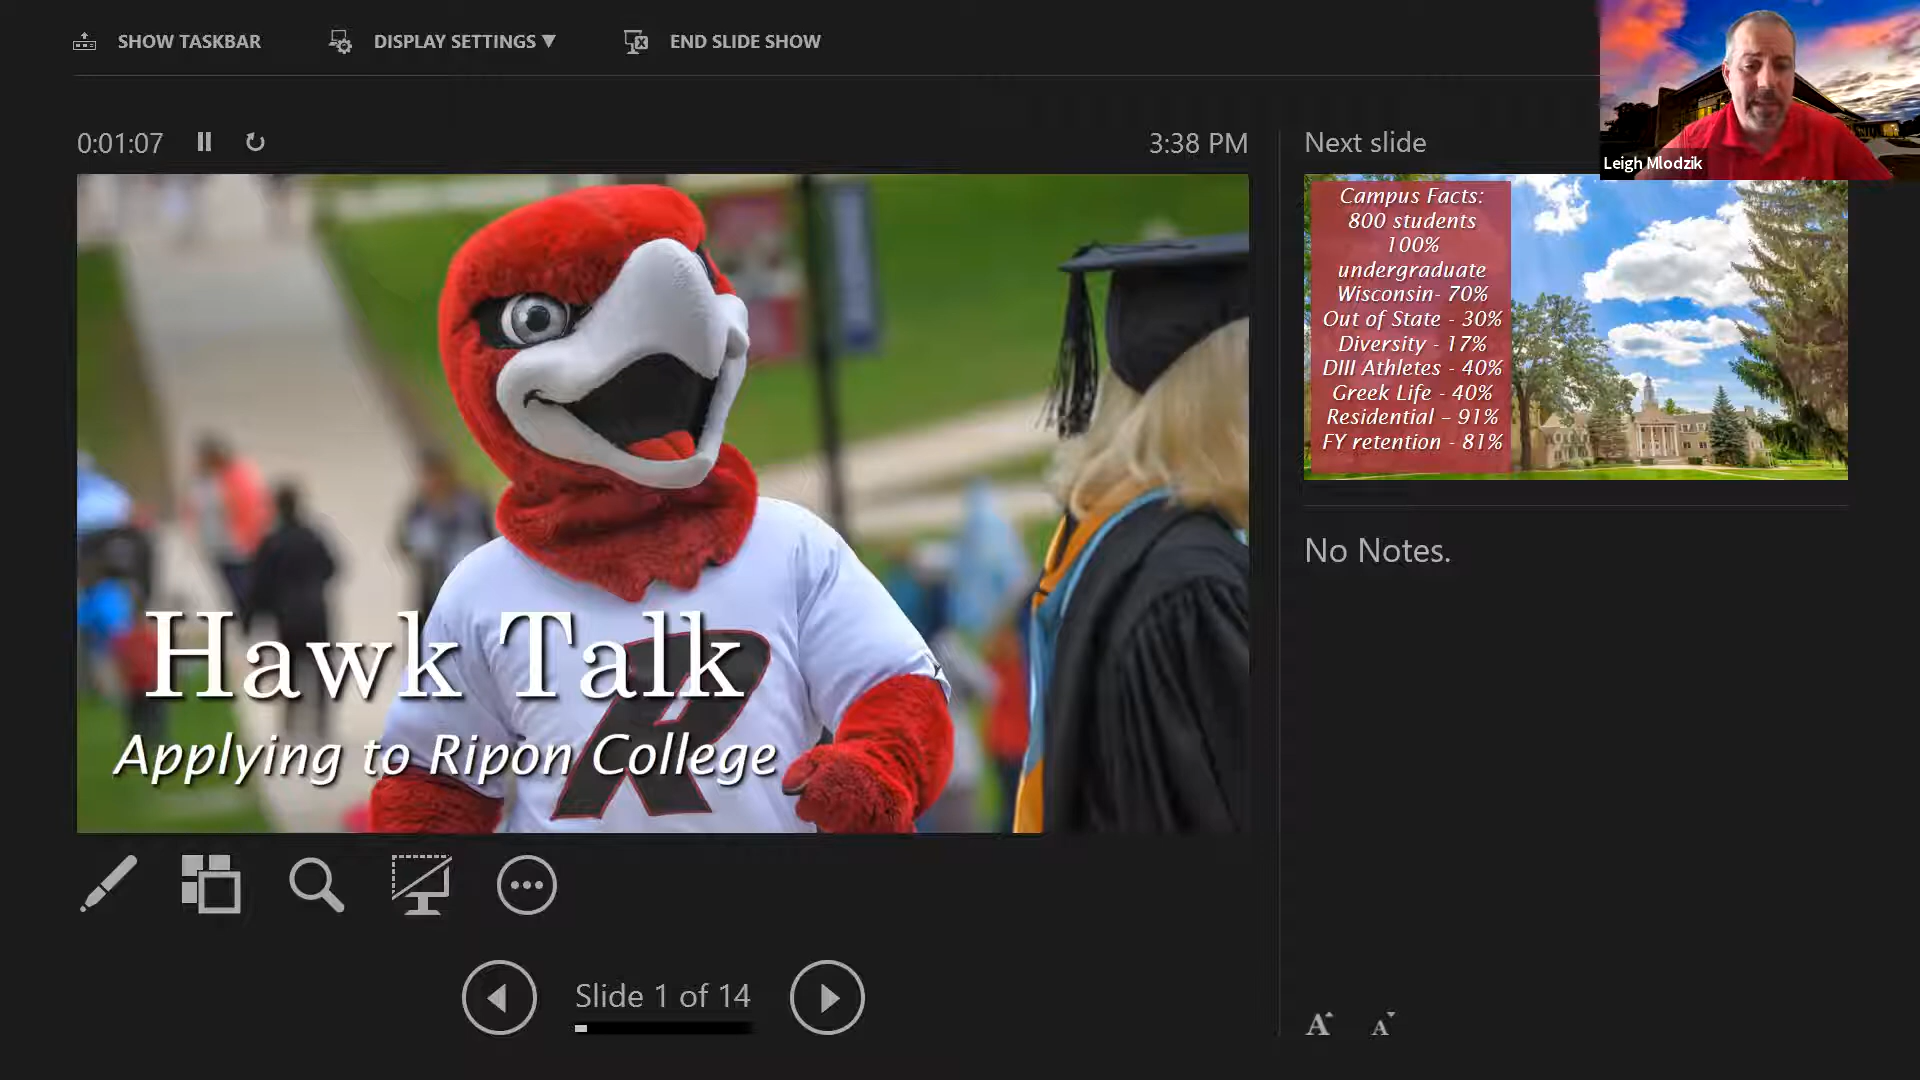 SHOW TASKBAR
DISPLAY SETTINGS ▼
END SLIDE SHOW
0:01:07
3:38 PM
Next slide
Leigh Mlodzik
Hawk Talk
Applying to Ripon College
R
Campus Facts:
800 students
100%
undergraduate
Wisconsin- 70%
Out of State - 30%
Diversity - 17%
DIII Athletes - 40%
Greek Life - 40%
Residential – 91%
FY retention - 81%
No Notes.
Slide 1 of 14
A
A